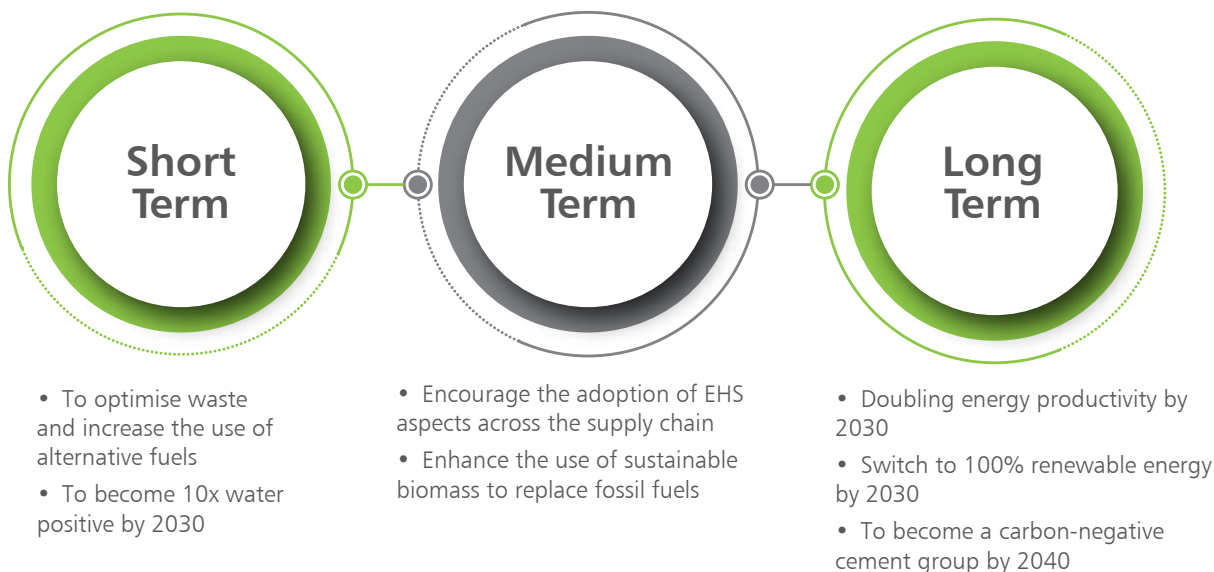 Short
Term
Medium
Term
Long
Term
• To optimise waste
and increase the use of
alternative fuels
• To become 10x water
positive by 2030
• Encourage the adoption of EHS
aspects across the supply chain
• Enhance the use of sustainable
biomass to replace fossil fuels
• Doubling energy productivity by
2030
• Switch to 100% renewable energy
by 2030
• To become a carbon-negative
cement group by 2040